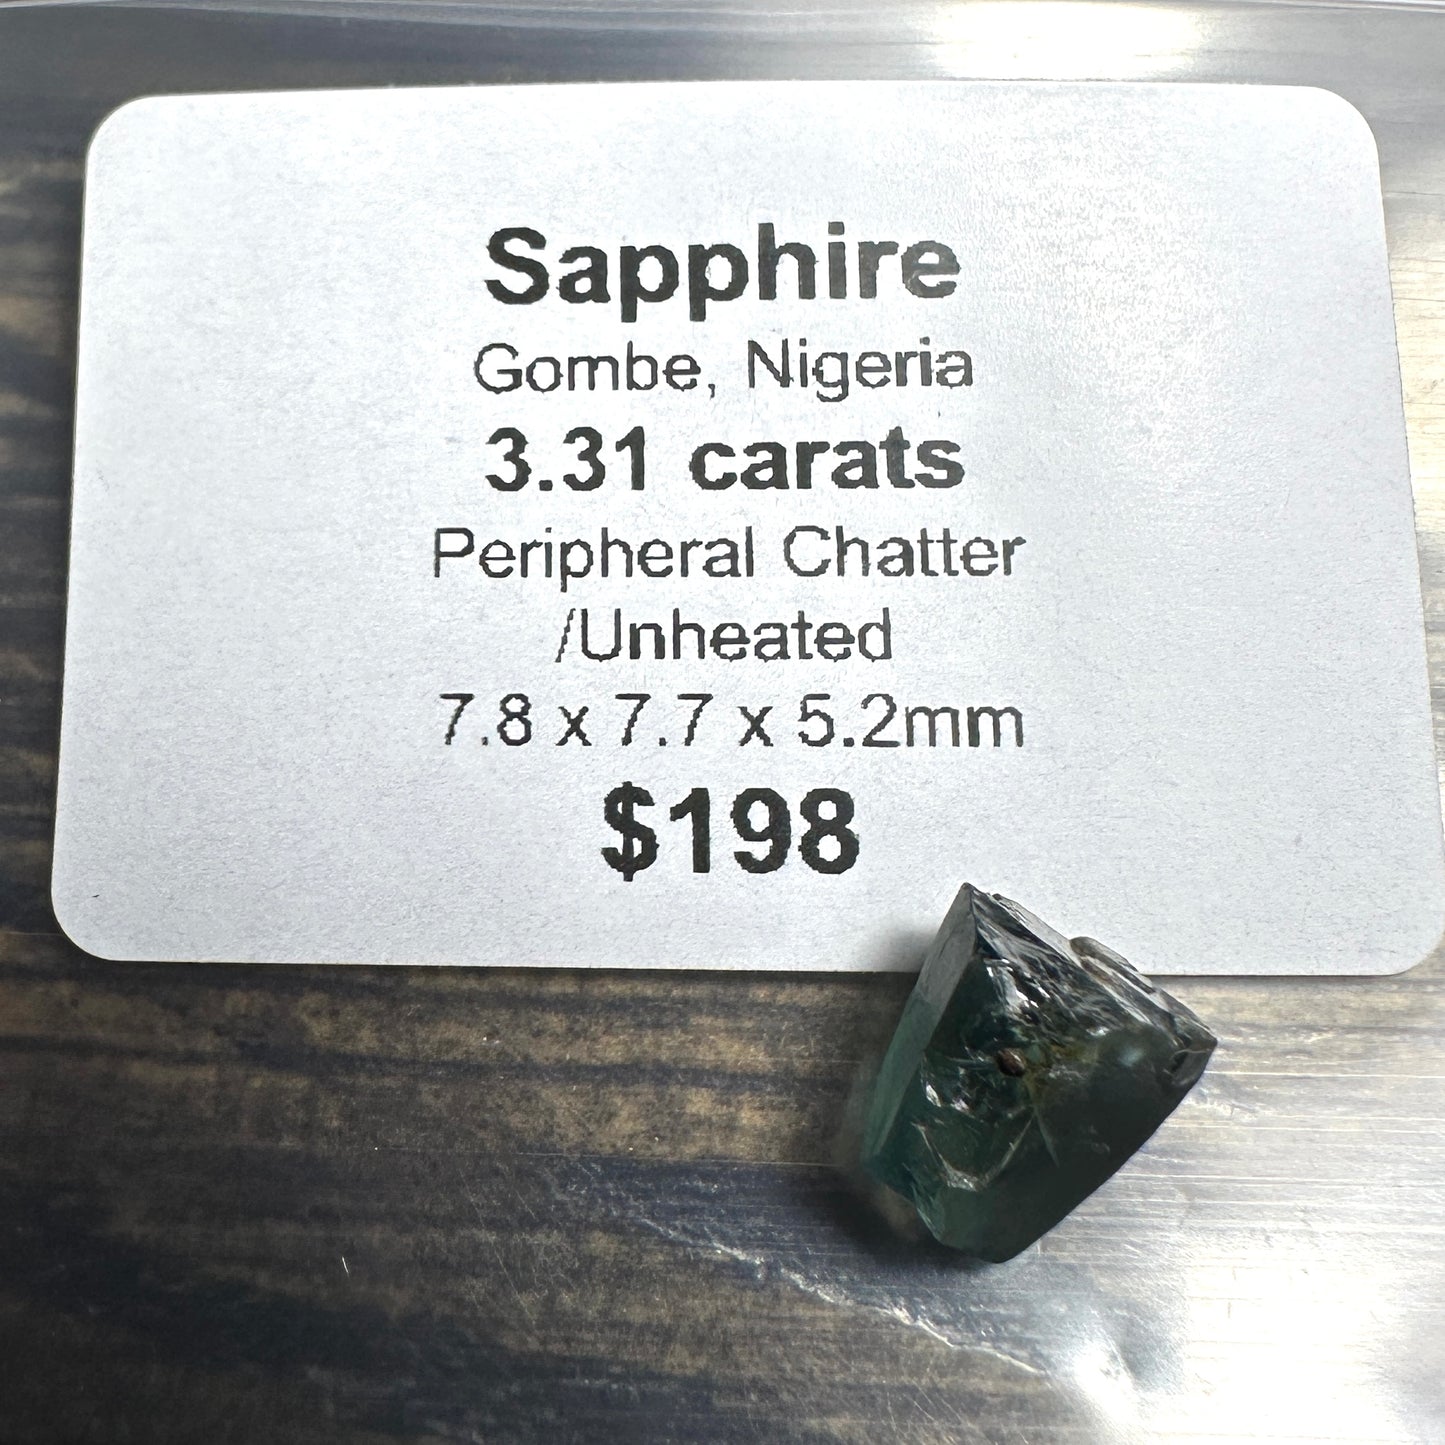 Sapphire
Gombe, Nigeria
3.31 carats
Peripheral Chatter
/Unheated
7.8 x 7.7 x 5.2mm
$198